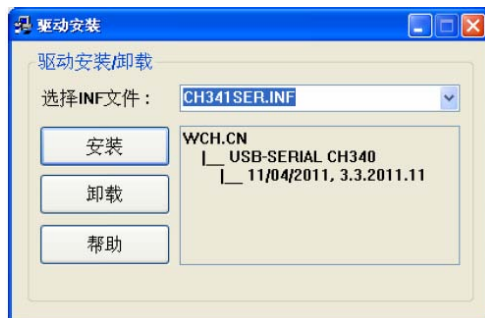 驱动安装
驱动安装/卸载
选择INF文件：
CH341SER.INF
安装
卸载
帮助
WCH.CN
|__ USB-SERIAL CH340
|__ 11/04/2011, 3.3.2011.11